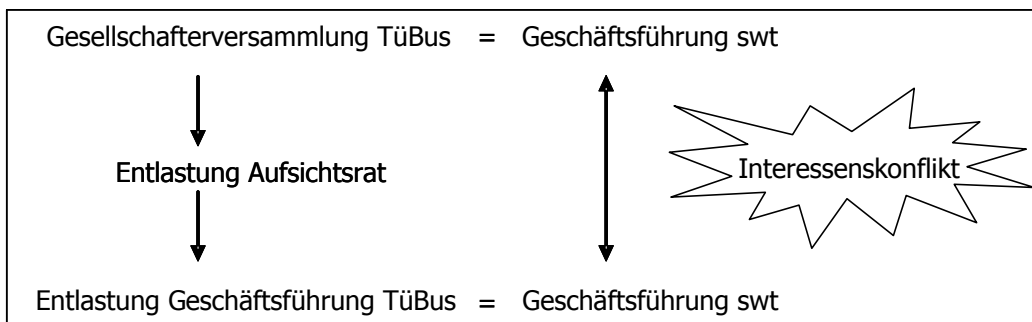 Gesellschafterversammlung TüBus = Geschäftsführung swt
Entlastung Aufsichtsrat
Interessenskonflikt
Entlastung Geschäftsführung TüBus = Geschäftsführung swt